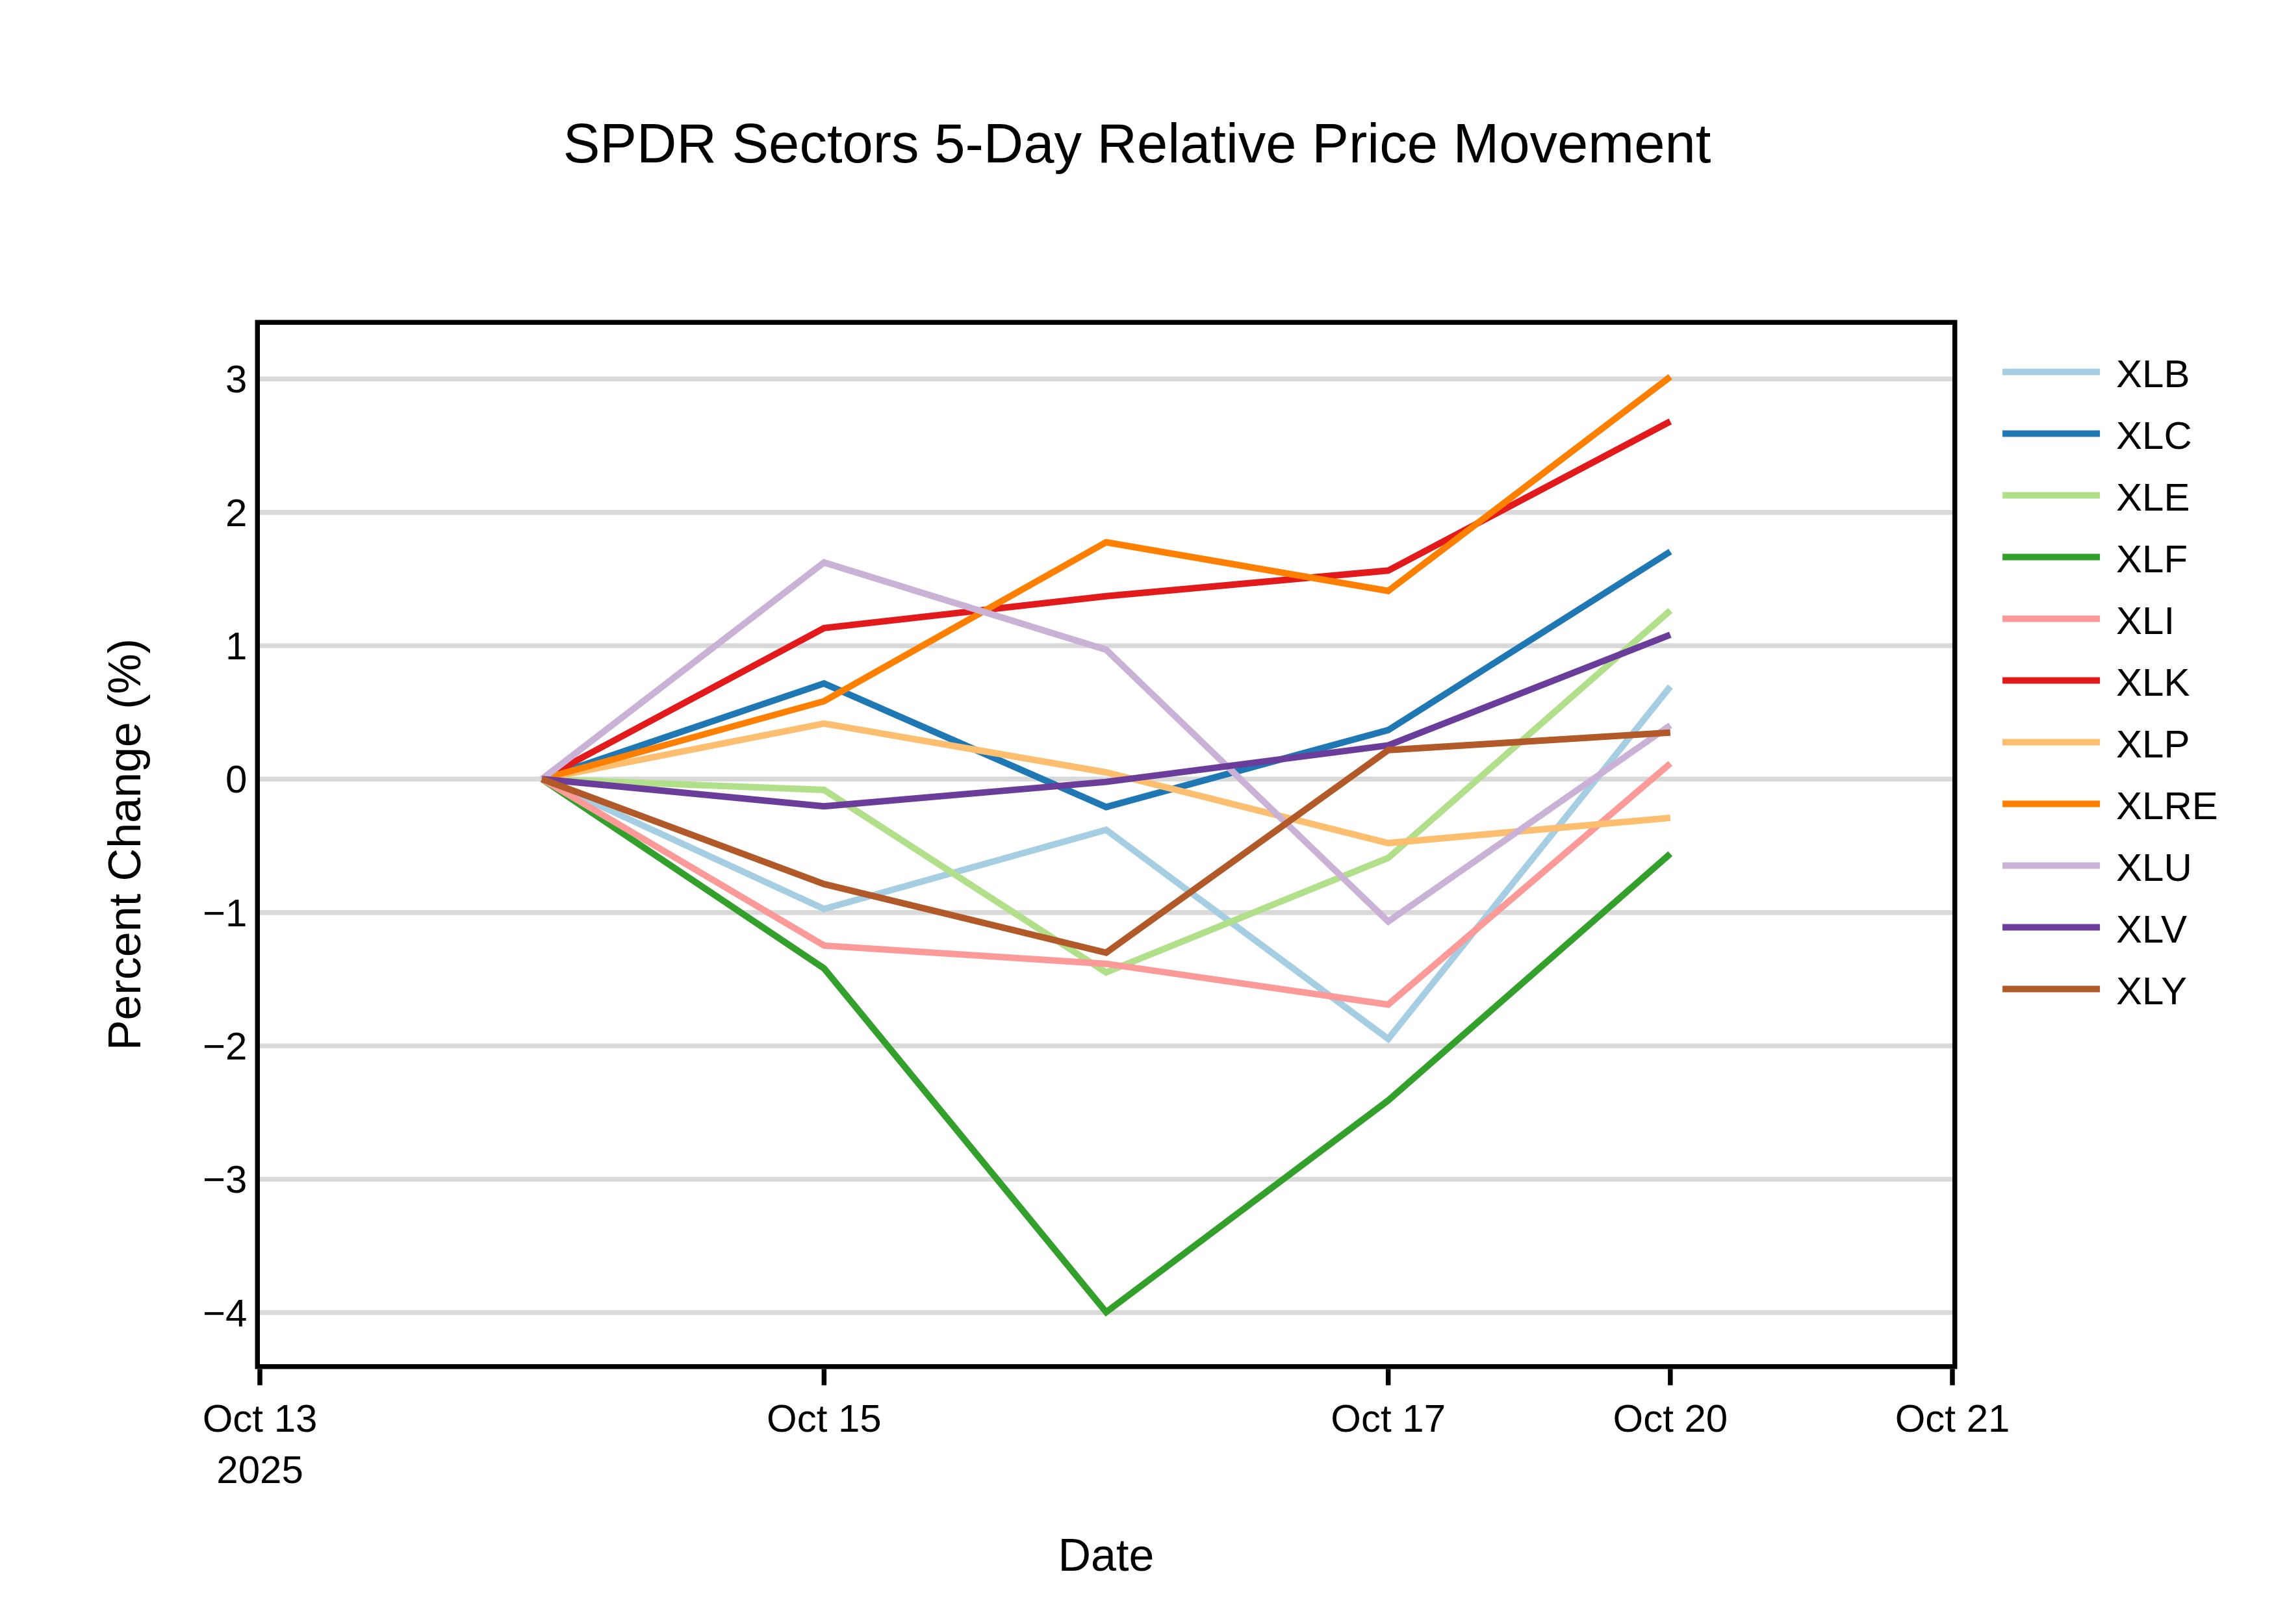 SPDR Sectors 5-Day Relative Price Movement
3
2
1
0
−1
−2
−3
−4
Percent Change (%)
Oct 13
2025
Oct 15
Oct 17
Oct 20
Oct 21
Date
XLB
XLC
XLE
XLF
XLI
XLK
XLP
XLRE
XLU
XLV
XLY